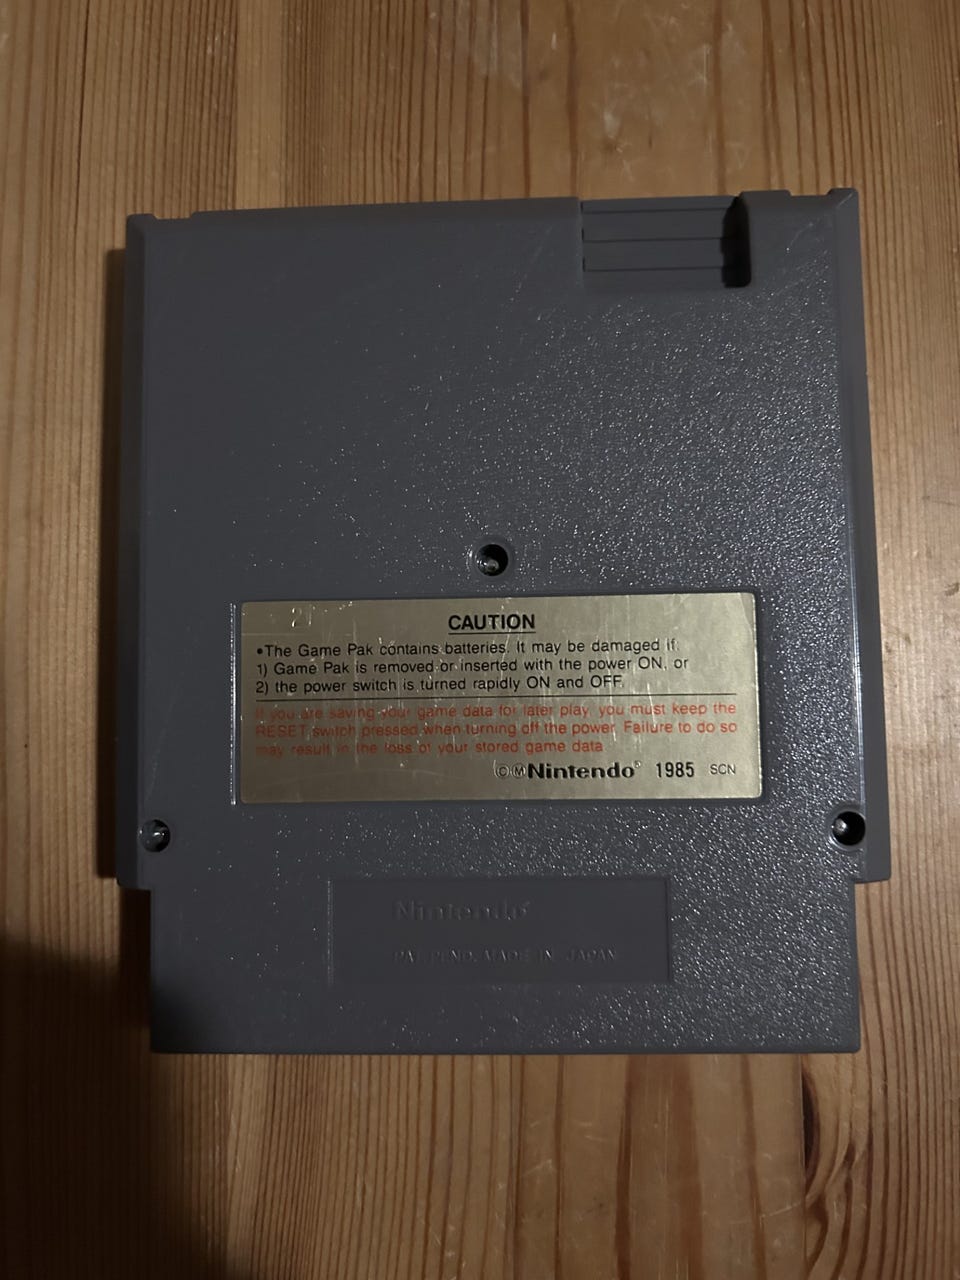 21
CAUTION
•The Game Pak contains batteries. It may be damaged if:
1) Game Pak is removed or inserted with the power ON, or
2) the power switch is turned rapidly ON and OFF.
If you are saving your game data for later play, you must keep the
RESET switch pressed when turning off the power. Failure to do so
may result in the loss of your stored game data
©ⓂNintendo® 1985 SCN
Nintendo®
PAT. PEND. MADE IN JAPAN